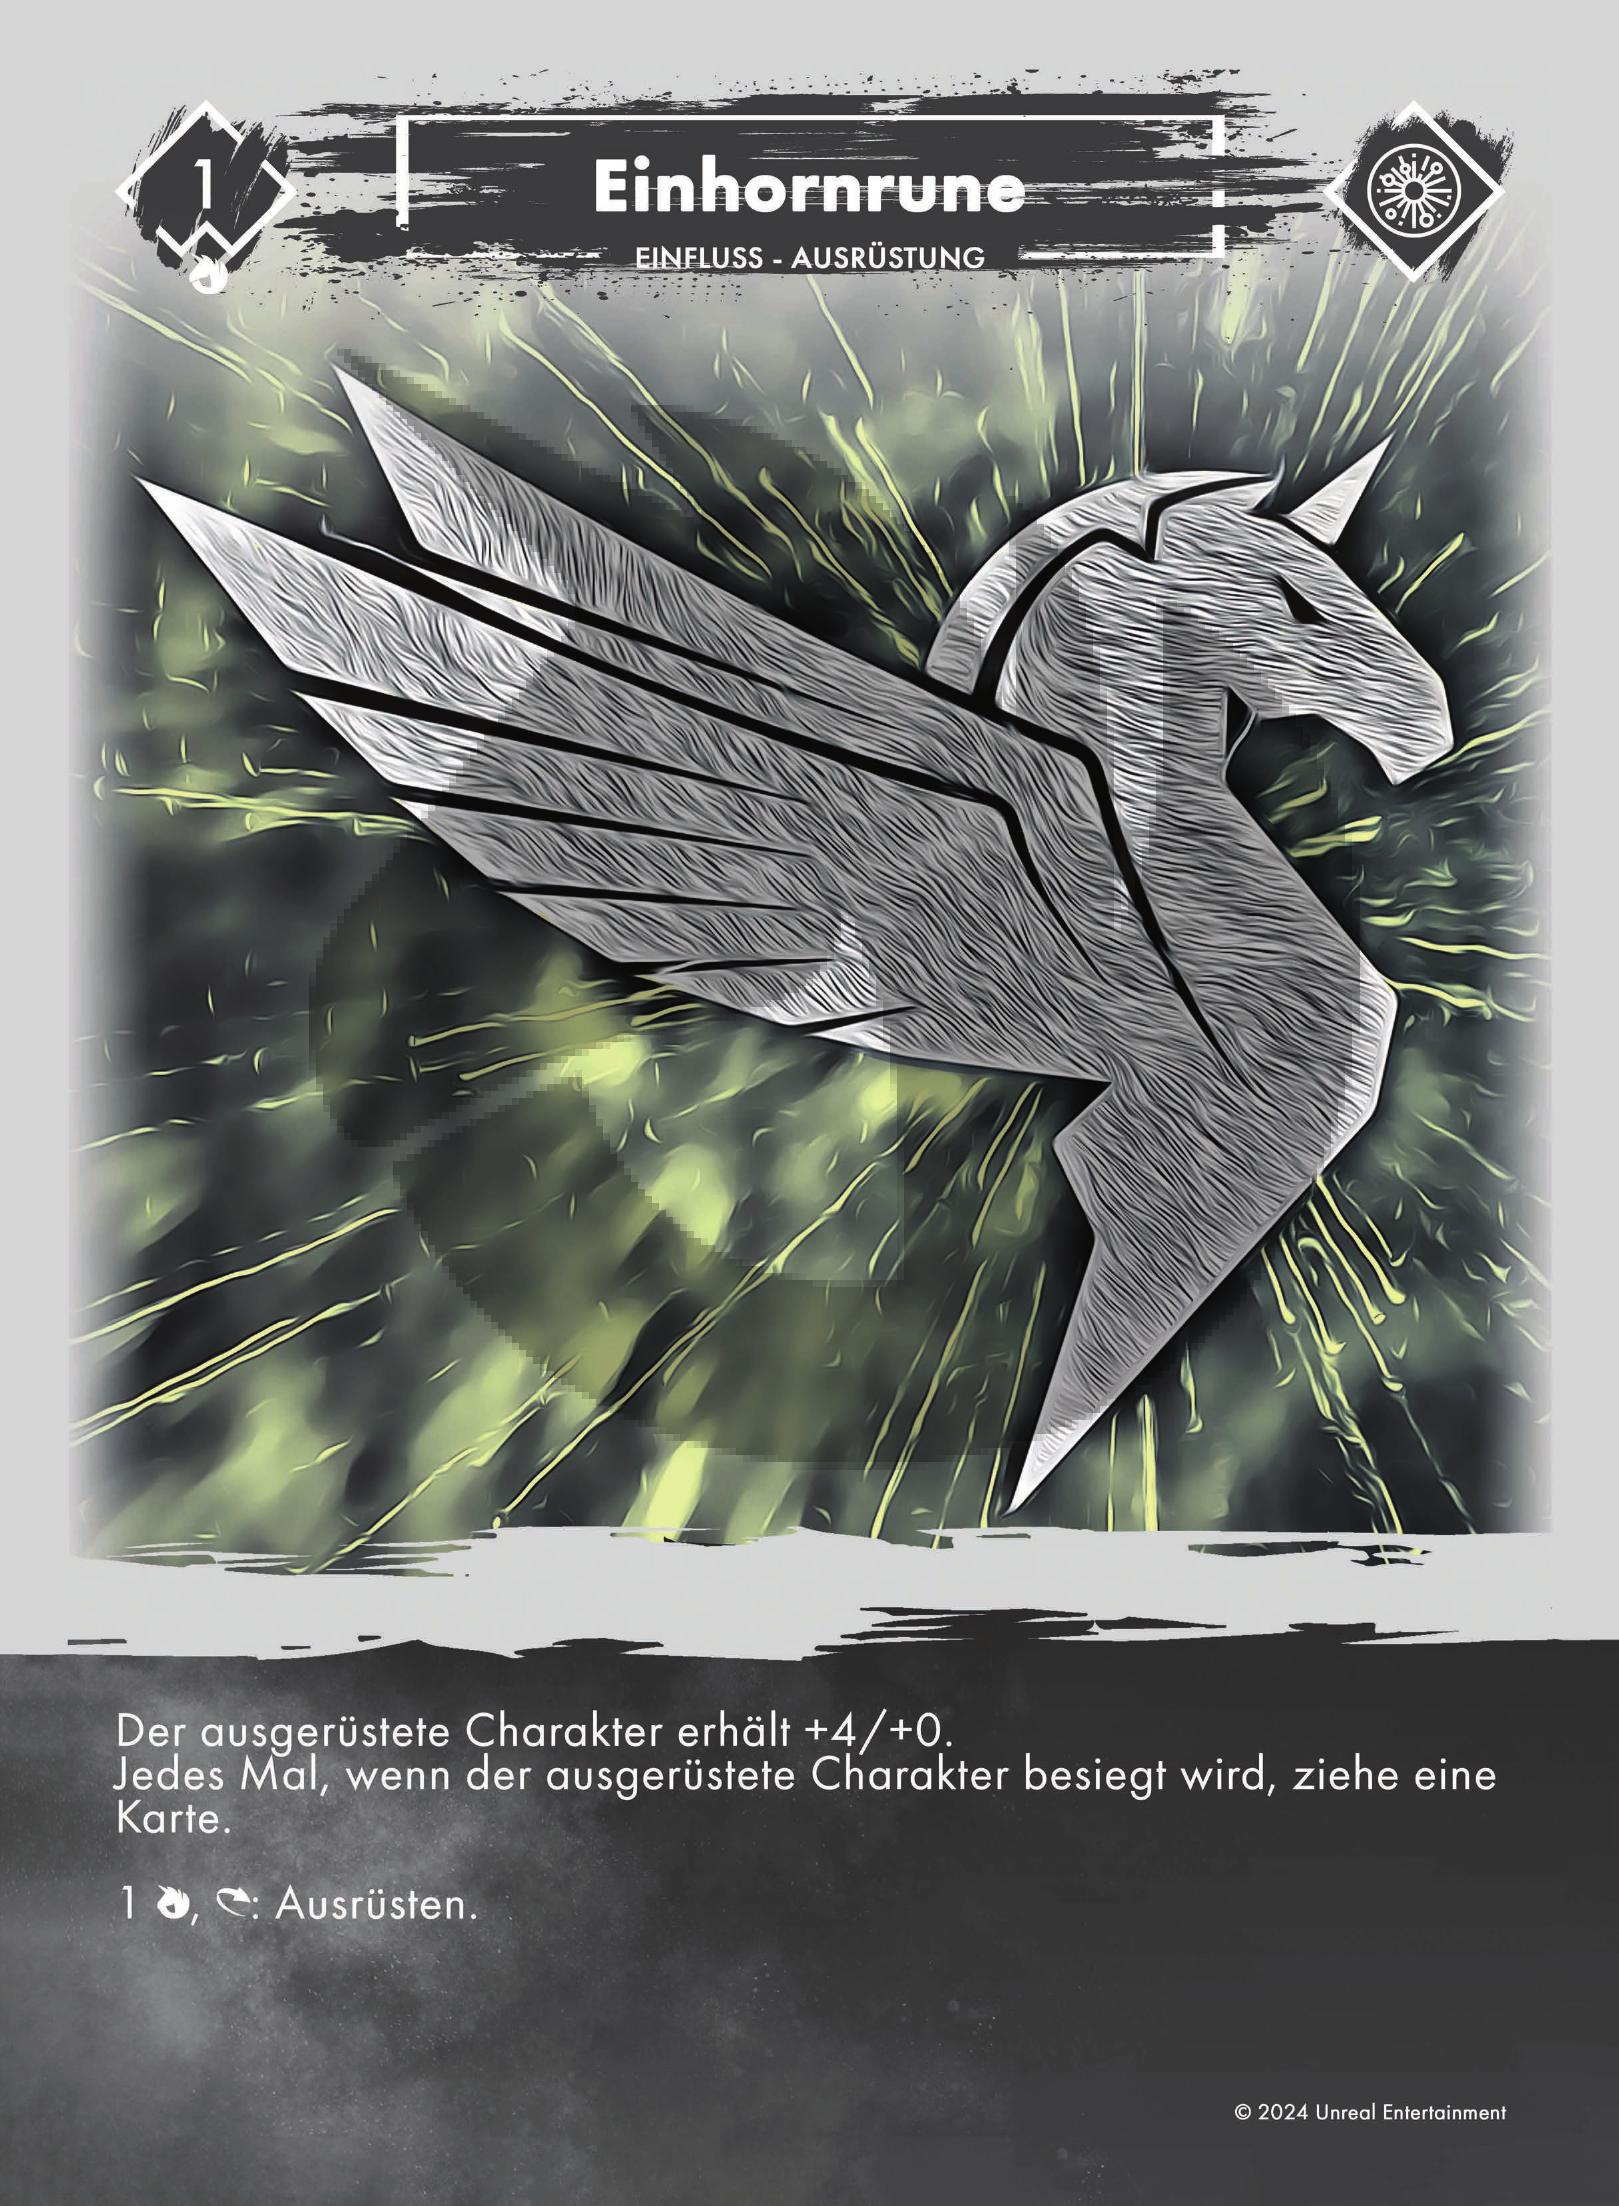 1
Einhornrune
EINFLUSS - AUSRÜSTUNG
Der ausgerüstete Charakter erhält +4/+0.
Jedes Mal, wenn der ausgerüstete Charakter besiegt wird, ziehe eine
Karte.
1 , : Ausrüsten.
© 2024 Unreal Entertainment